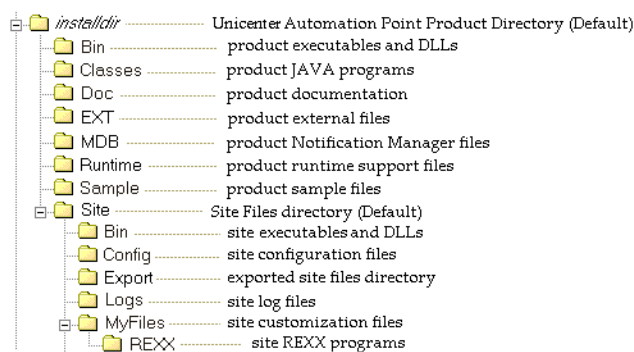 installdir Unicenter Automation Point Product Directory (Default)
Bin product executables and DLLs
Classes product JAVA programs
Doc product documentation
EXT product external files
MDB product Notification Manager files
Runtime product runtime support files
Sample product sample files
Site Site Files directory (Default)
Bin site executables and DLLs
Config site configuration files
Export exported site files directory
Logs site log files
MyFiles site customization files
REXX site REXX programs